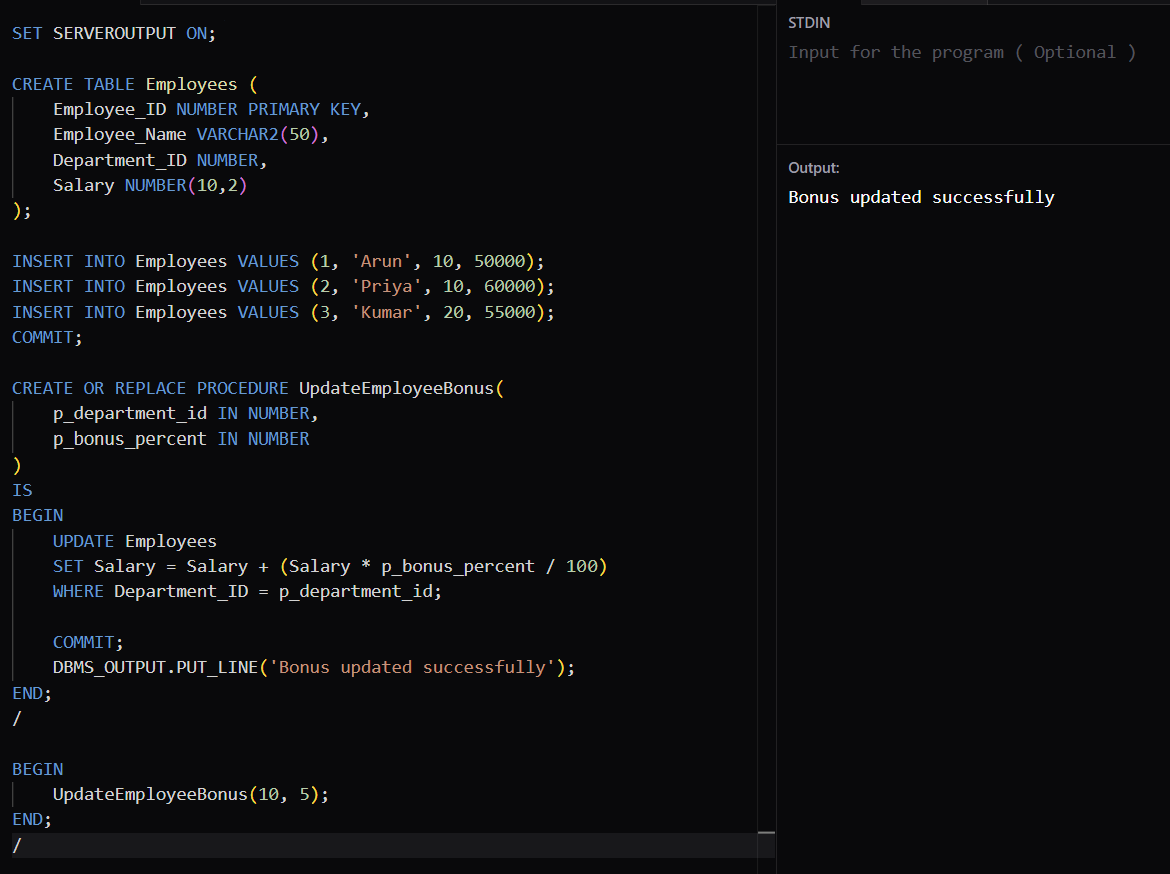 SET SERVEROUTPUT ON;
CREATE TABLE Employees (
Employee_ID NUMBER PRIMARY KEY,
Employee_Name VARCHAR2(50),
Department_ID NUMBER,
Salary NUMBER(10,2)
);
INSERT INTO Employees VALUES (1, 'Arun', 10, 50000);
INSERT INTO Employees VALUES (2, 'Priya', 10, 60000);
INSERT INTO Employees VALUES (3, 'Kumar', 20, 55000);
COMMIT;
CREATE OR REPLACE PROCEDURE UpdateEmployeeBonus(
p_department_id IN NUMBER,
p_bonus_percent IN NUMBER
)
IS
BEGIN
UPDATE Employees
SET Salary = Salary + (Salary * p_bonus_percent / 100)
WHERE Department_ID = p_department_id;
COMMIT;
DBMS_OUTPUT.PUT_LINE('Bonus updated successfully');
END;
/
BEGIN
UpdateEmployeeBonus(10, 5);
END;
/
STDIN
Input for the program ( Optional )
Output:
Bonus updated successfully